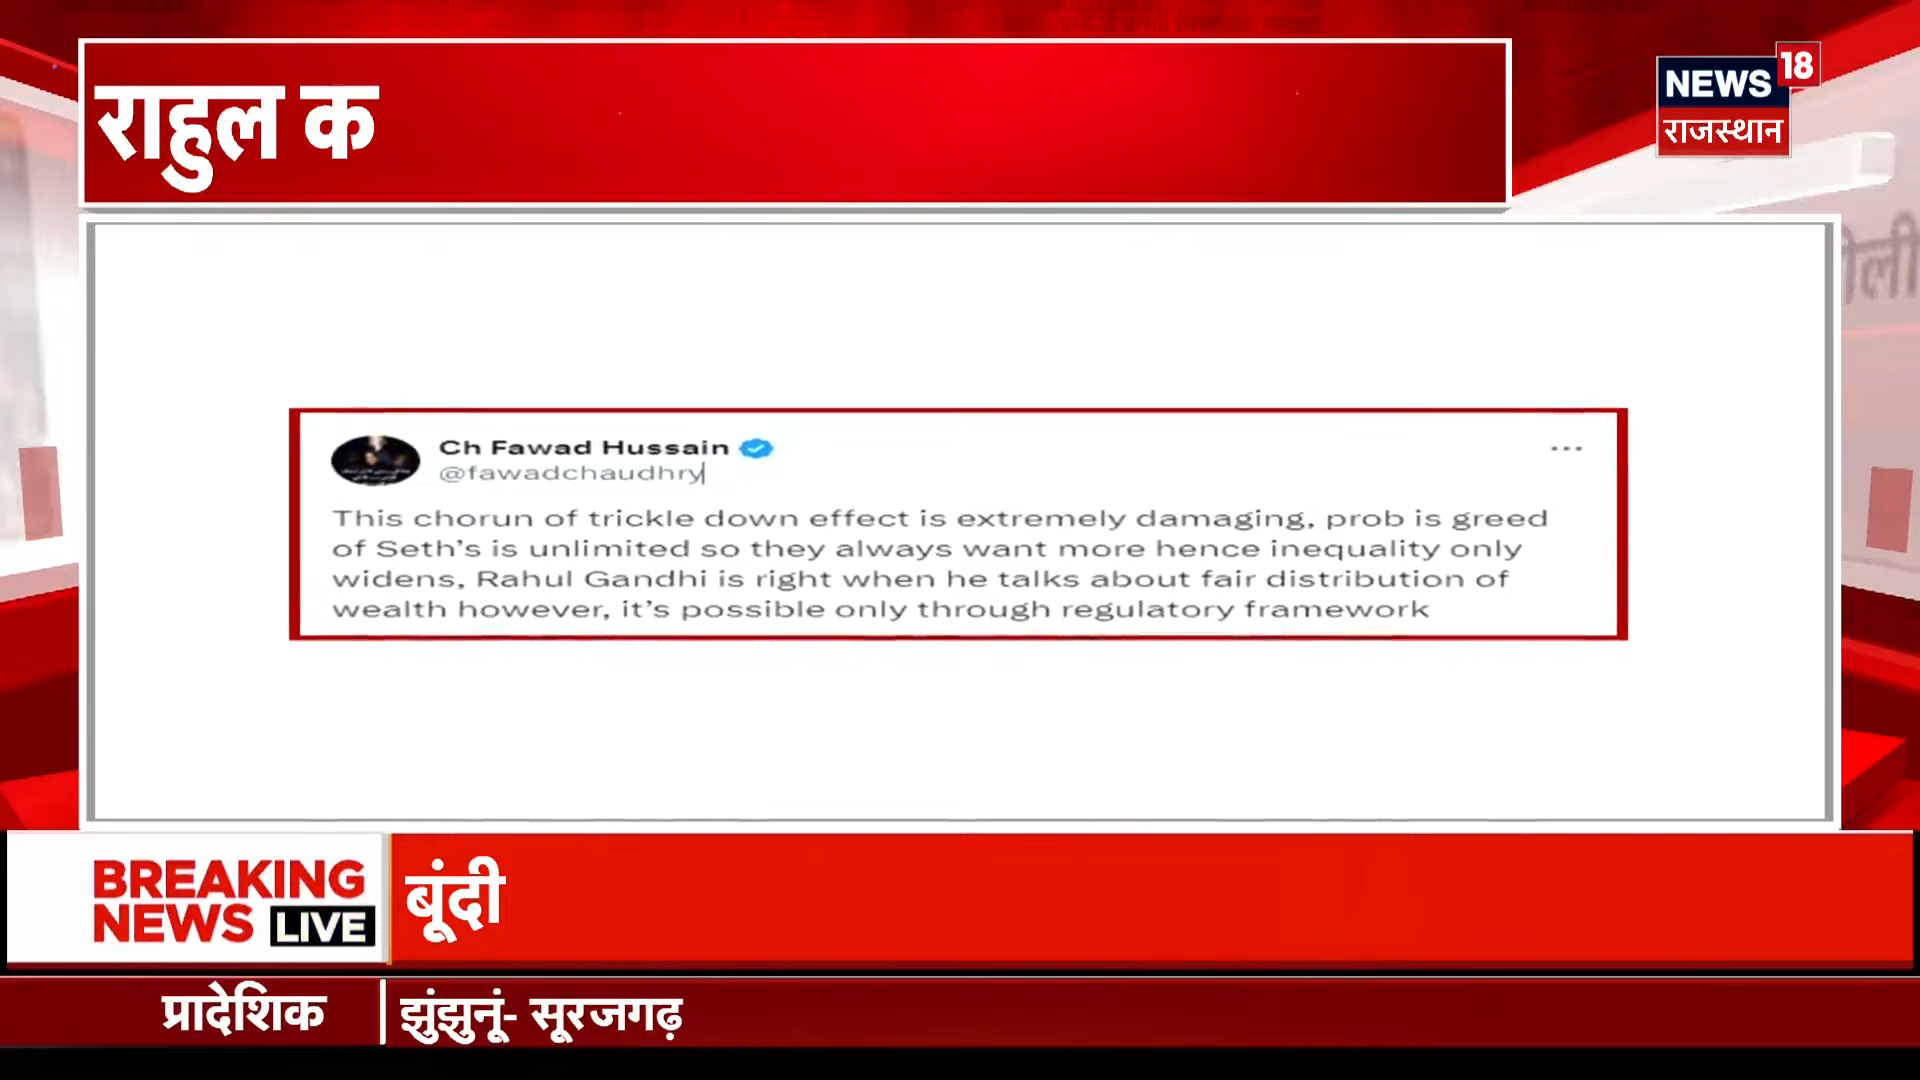 राहुल क
NEWS 18
राजस्थान
Ch Fawad Hussain
@fawadchaudhry
This chorun of trickle down effect is extremely damaging, prob is greed
of Seth's is unlimited so they always want more hence inequality only
widens, Rahul Gandhi is right when he talks about fair distribution of
wealth however, it's possible only through regulatory framework
BREAKING
NEWS LIVE
बूंदी
प्रादेशिक
झुंझुनूं- सूरजगढ़